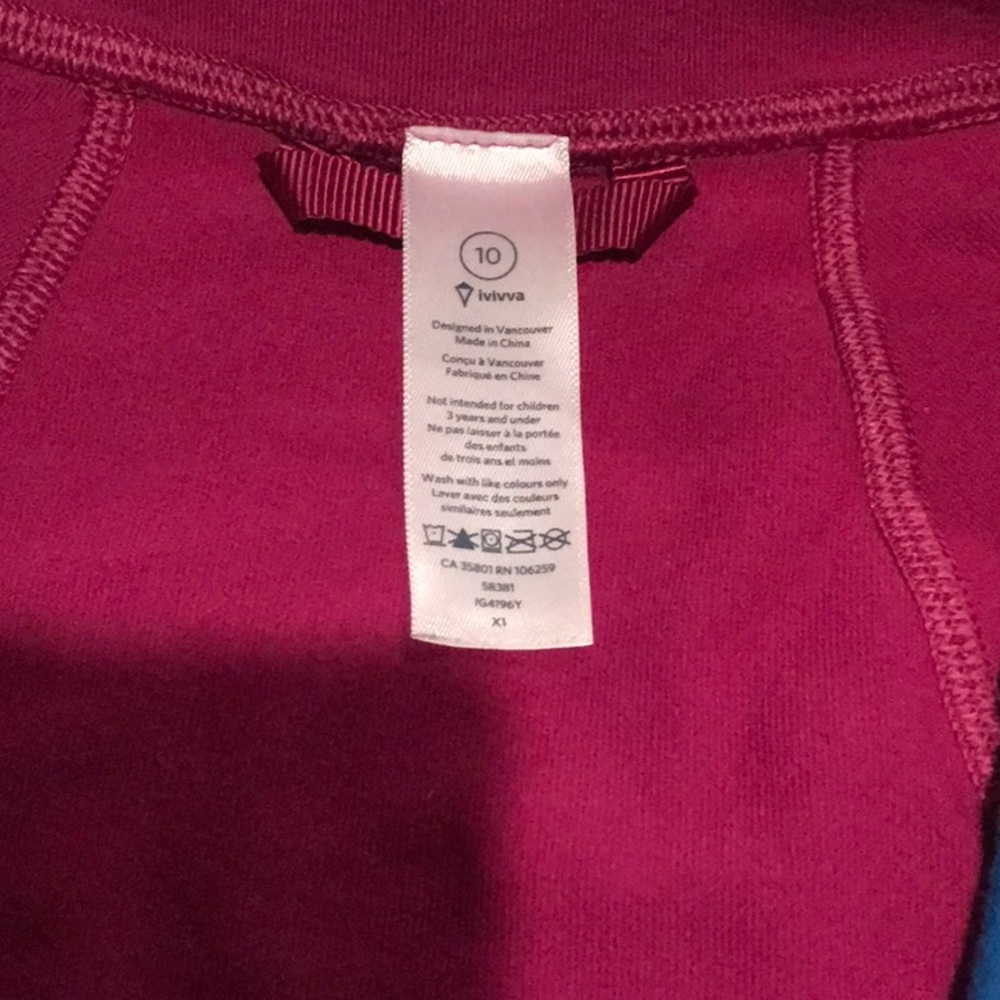 10
ivivva
Designed in Vancouver
Made in China
Conçu à Vancouver
Fabriqué en Chine
Not intended for children
3 years and under
Ne pas laisser à la portée
des enfants
de trois ans et moins
Wash with like colours only
Laver avec des couleurs
similaires seulement
CA 35801 RN 106259
58381
IG4196Y
X1